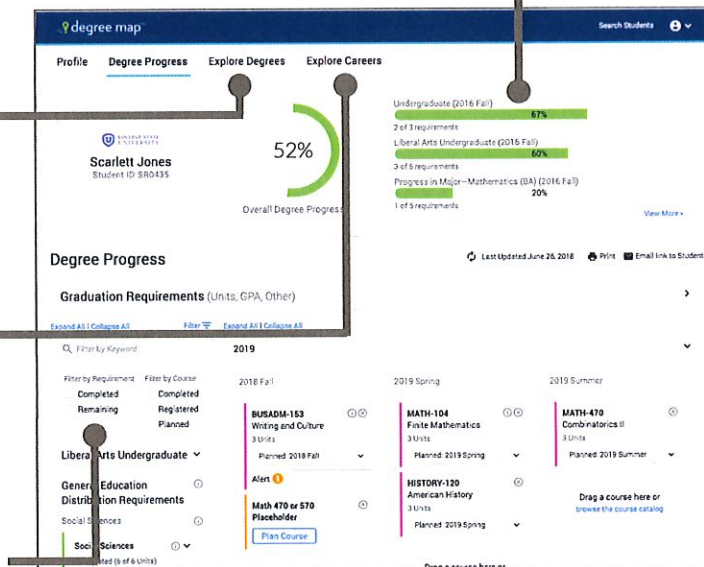 degree map
Search Students
Profile Degree Progress Explore Degrees Explore Careers
Undergraduate (2016 Fall)
67%
2 of 3 requirements
Liberal Arts Undergraduate (2016 Fall)
60%
3 of 5 requirements
Progress in Major—Mathematics (BA) (2016 Fall)
20%
1 of 5 requirements
View More
UNIVERSITY
Scarlett Jones
Student ID SR0435
52%
Overall Degree Progress
Degree Progress
Last Updated June 26, 2018 Print Email link to Student
Graduation Requirements (Units, GPA, Other)
Expand All | Collapse All Filter Expand All | Collapse All
Filter by Keyword
2019
Filter by Requirement Filter by Course
Completed Completed
Remaining Registered
Planned
Liberal Arts Undergraduate
General Education
Distribution Requirements
Social Sciences
Social Sciences
(6 of 6 Units)
2018 Fall
BUSADM-153
Writing and Culture
3 Units
Planned: 2018 Fall
Alert 1
Math 470 or 570
Placeholder
Plan Course
2019 Spring
MATH-104
Finite Mathematics
3 Units
Planned: 2019 Spring
HISTORY-120
American History
3 Units
Planned: 2019 Spring
Drag a course here or
2019 Summer
MATH-470
Combinatorics II
3 Units
Planned: 2019 Summer
Drag a course here or
browse the course catalog